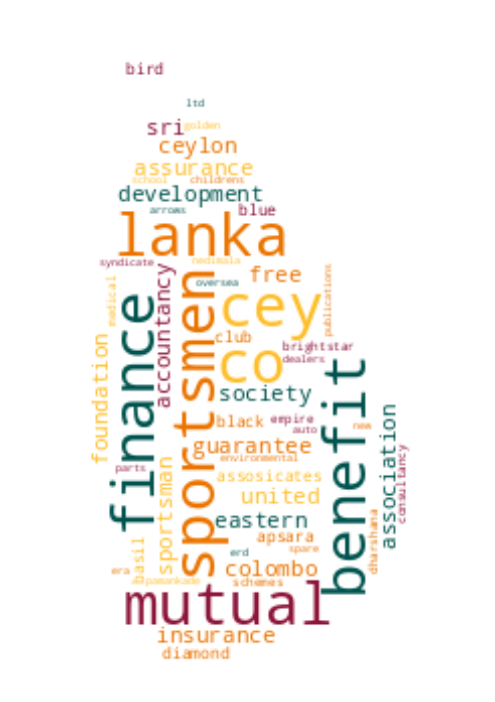 bird
ltd
sri golden
ceylon
assurance
school childrens
development
arrows blue
lanka
syndicate nedimala
oversea free
medical
accountancy
publications
cey
finance
sportsmen
club
brightstar
co
dealers
foundation
society
benefit
black empire
auto new
guarantee
association
environmental
consultancy
parts
sportsman
assosicates
united
eastern
dharshana
apsara
basil
erd spare
era colombo
pamankade schemes
mutual
insurance
diamond